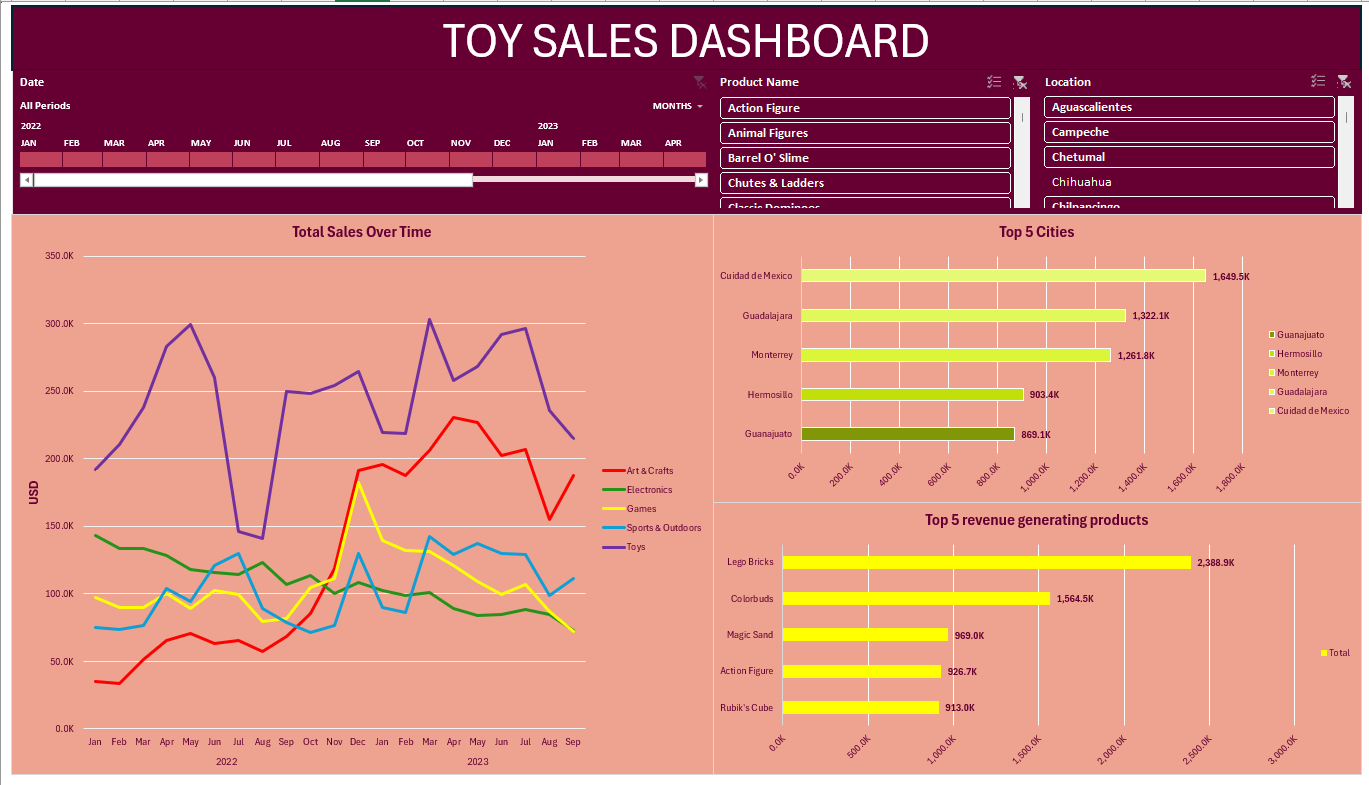 TOY SALES DASHBOARD
Date
All Periods
MONTHS
2022 2023
JAN FEB MAR APR MAY JUN JUL AUG SEP OCT NOV DEC JAN FEB MAR APR
Product Name
Action Figure
Animal Figures
Barrel O' Slime
Chutes & Ladders
Classic Dominoes
Location
Aguascalientes
Campeche
Chetumal
Chihuahua
Chilpancingo
Total Sales Over Time
350.0K
300.0K
250.0K
200.0K
150.0K
100.0K
50.0K
0.0K
USD
Jan Feb Mar Apr May Jun Jul Aug Sep Oct Nov Dec Jan Feb Mar Apr May Jun Jul Aug Sep
2022 2023
Art & Crafts
Electronics
Games
Sports & Outdoors
Toys
Top 5 Cities
Cuidad de Mexico 1,649.5K
Guadalajara 1,322.1K
Monterrey 1,261.8K
Hermosillo 903.4K
Guanajuato 869.1K
0.0K 200.0K 400.0K 600.0K 800.0K 1,000.0K 1,200.0K 1,400.0K 1,600.0K 1,800.0K
Guanajuato
Hermosillo
Monterrey
Guadalajara
Cuidad de Mexico
Top 5 revenue generating products
Lego Bricks 2,388.9K
Colorbuds 1,564.5K
Magic Sand 969.0K
Action Figure 926.7K
Rubik's Cube 913.0K
0.0K 500.0K 1,000.0K 1,500.0K 2,000.0K 2,500.0K 3,000.0K
Total